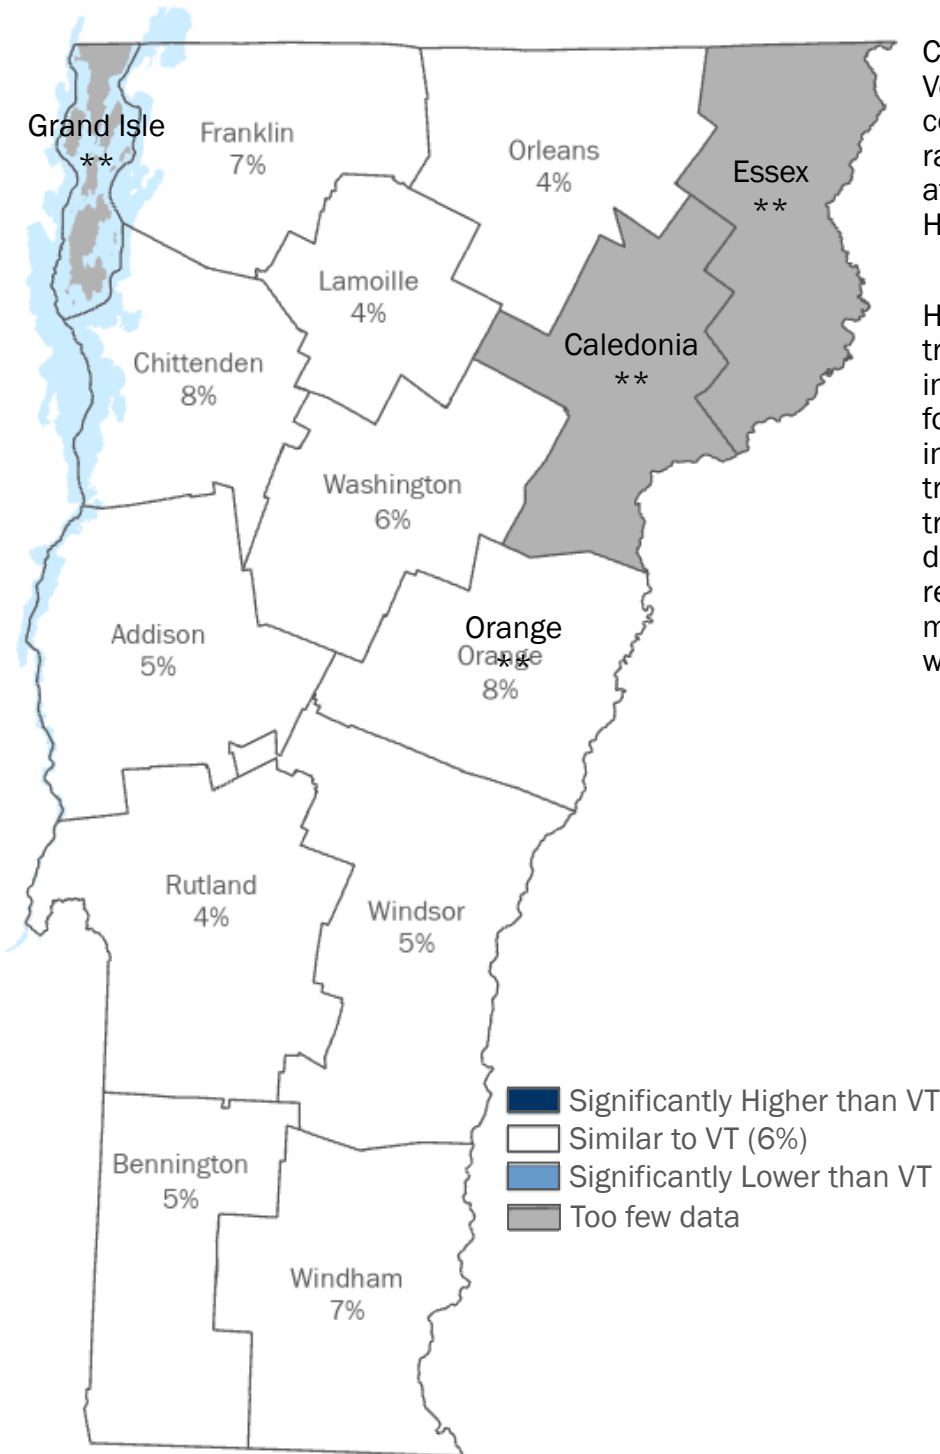 Grand Isle
**
Franklin
7%
Orleans
4%
Essex
**
Lamoille
4%
Caledonia
**
Chittenden
8%
Washington
6%
Addison
5%
Orange
**
Orange
8%
Rutland
4%
Windsor
5%
Bennington
5%
Windham
7%
Significantly Higher than VT
Similar to VT (6%)
Significantly Lower than VT
Too few data